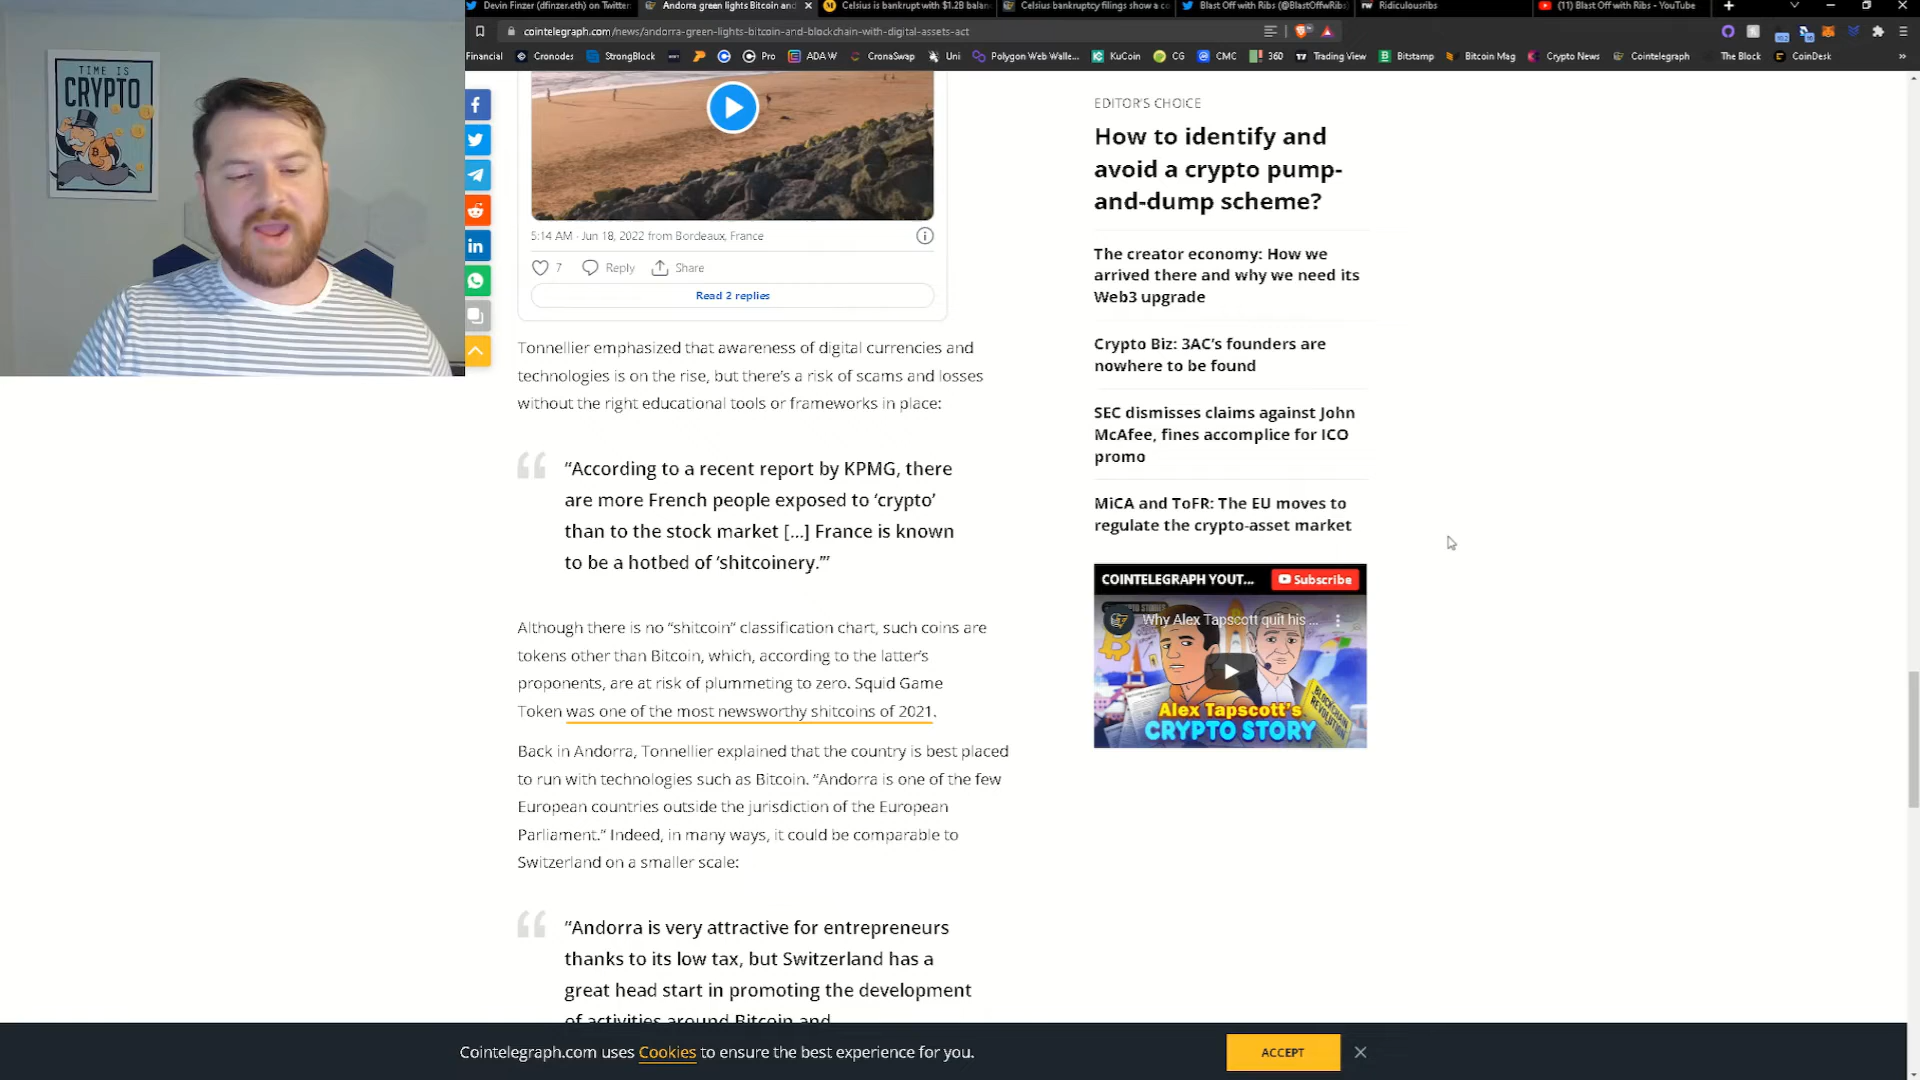 Devin Finzer (dfinzer.eth) on Twitter:
Andorra green lights Bitcoin and
Celsius is bankrupt with $1.2B balan
Celsius bankruptcy filings show a co
Blast Off with Ribs (@BlastOffwRibs
Ridiculousribs
(11) Blast Off with Ribs - YouTube
cointelegraph.com/news/andorra-green-lights-bitcoin-and-blockchain-with-digital-assets-act
Financial
Cronodes
StrongBlock
Pro
ADA W
CronaSwap
Uni
Polygon Web Walle...
KuCoin
CG
CMC
360
Trading View
Bitstamp
Bitcoin Mag
Crypto News
Cointelegraph
The Block
CoinDesk
TIME IS
CRYPTO
5:14 AM · Jun 18, 2022 from Bordeaux, France
7
Reply
Share
Read 2 replies
Tonnellier emphasized that awareness of digital currencies and
technologies is on the rise, but there's a risk of scams and losses
without the right educational tools or frameworks in place:
“According to a recent report by KPMG, there
are more French people exposed to ‘crypto’
than to the stock market [...] France is known
to be a hotbed of ‘shitcoinery.’”
Although there is no “shitcoin” classification chart, such coins are
tokens other than Bitcoin, which, according to the latter's
proponents, are at risk of plummeting to zero. Squid Game
Token was one of the most newsworthy shitcoins of 2021.
Back in Andorra, Tonnellier explained that the country is best placed
to run with technologies such as Bitcoin. “Andorra is one of the few
European countries outside the jurisdiction of the European
Parliament.” Indeed, in many ways, it could be comparable to
Switzerland on a smaller scale:
“Andorra is very attractive for entrepreneurs
thanks to its low tax, but Switzerland has a
great head start in promoting the development
of activities around Bitcoin and
EDITOR'S CHOICE
How to identify and
avoid a crypto pump-
and-dump scheme?
The creator economy: How we
arrived there and why we need its
Web3 upgrade
Crypto Biz: 3AC's founders are
nowhere to be found
SEC dismisses claims against John
McAfee, fines accomplice for ICO
promo
MiCA and ToFR: The EU moves to
regulate the crypto-asset market
COINTELEGRAPH YOUT...
Subscribe
Why Alex Tapscott quit his ...
BLOCKCHAIN
REVOLUTION
Alex Tapscott's
CRYPTO STORY
Cointelegraph.com uses Cookies to ensure the best experience for you.
ACCEPT